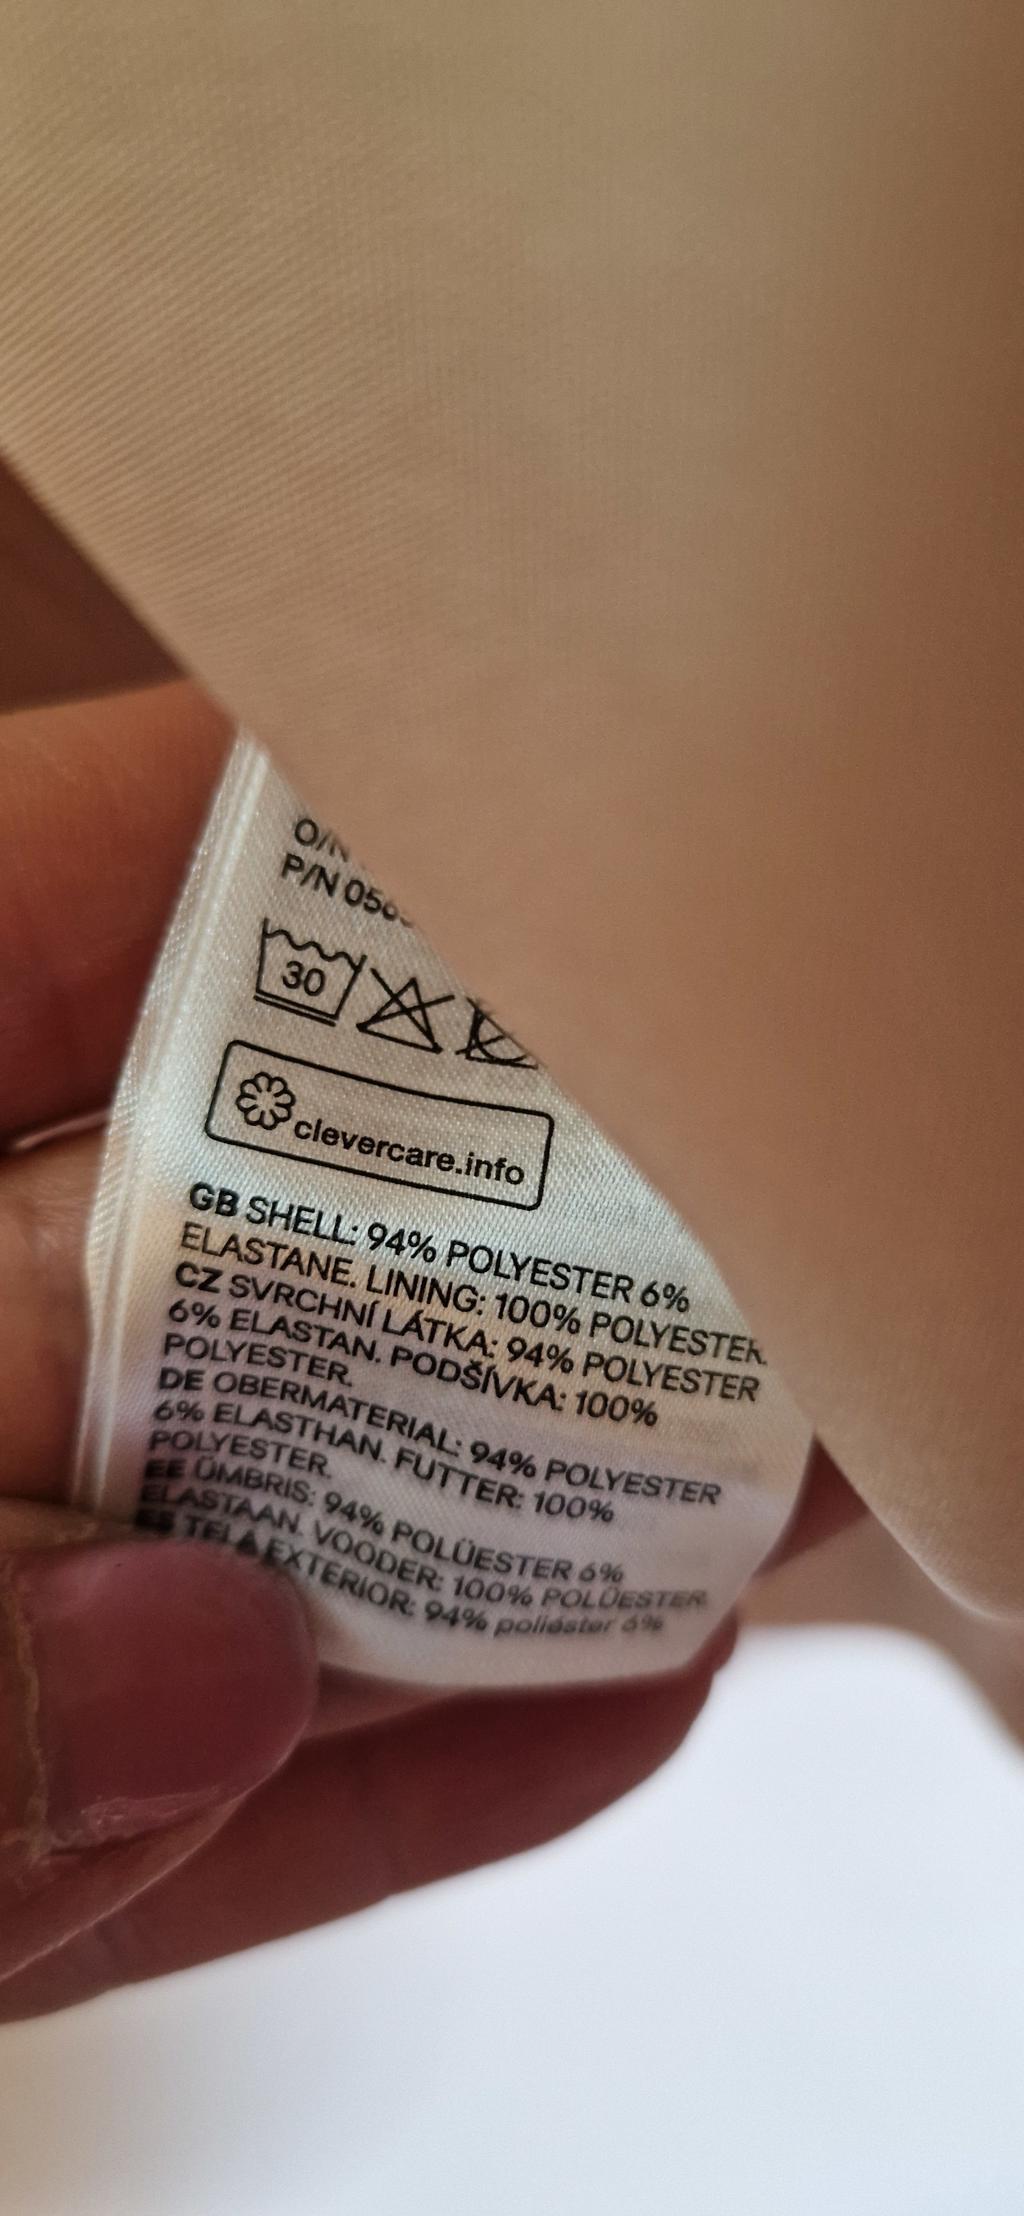 O/N
P/N 058
30
clevercare.info
GB SHELL: 94% POLYESTER 6%
ELASTANE. LINING: 100% POLYESTER.
CZ SVRCHNÍ LÁTKA: 94% POLYESTER
6% ELASTAN. PODŠÍVKA: 100%
POLYESTER.
DE OBERMATERIAL: 94% POLYESTER
6% ELASTHAN. FUTTER: 100%
POLYESTER.
EE ÜMBRIS: 94% POLÜESTER 6%
ELASTAAN. VOODER: 100% POLÜESTER.
ES TELA EXTERIOR: 94% poliéster 6%